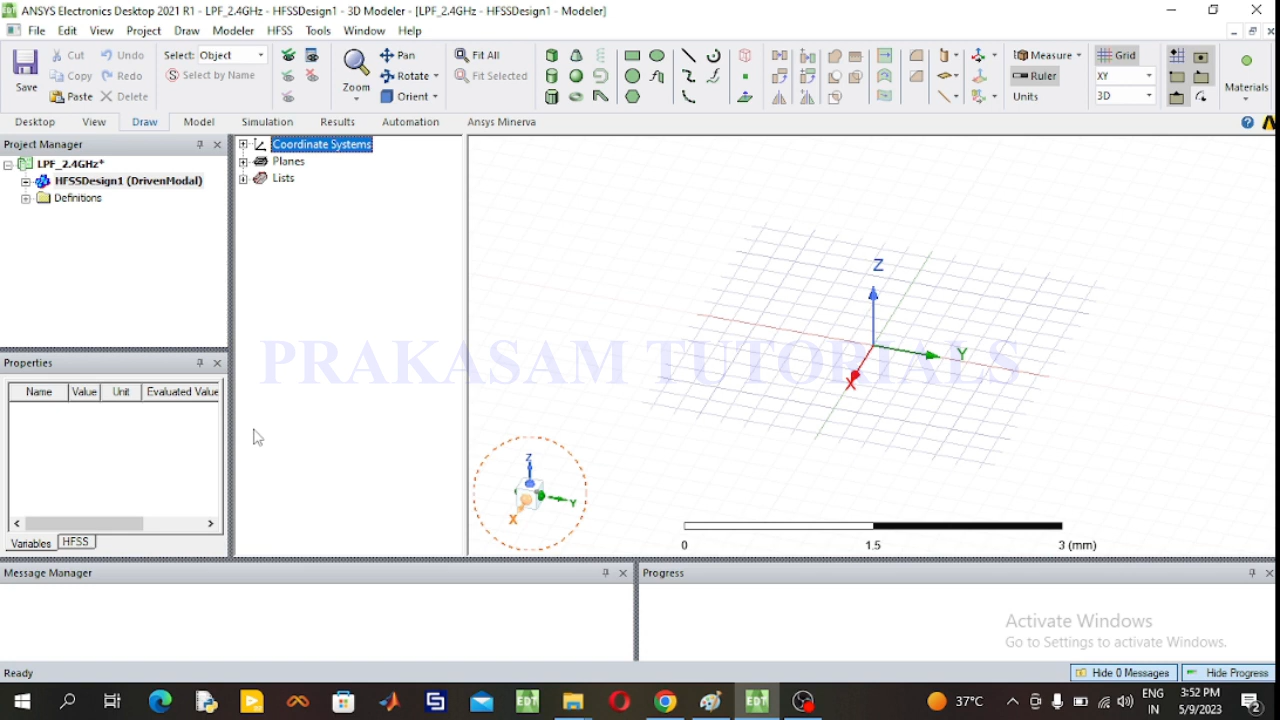 ANSYS Electronics Desktop 2021 R1 - LPF_2.4GHz - HFSSDesign1 - 3D Modeler - [LPF_2.4GHz - HFSSDesign1 - Modeler]
File Edit View Project Draw Modeler HFSS Tools Window Help
Save Cut Copy Paste Undo Redo Delete Select: Object Select by Name Zoom Pan Rotate Orient Fit All Fit Selected Measure Ruler Units Grid XY 3D Materials
Desktop View Draw Model Simulation Results Automation Ansys Minerva
Project Manager
LPF_2.4GHz*
HFSSDesign1 (DrivenModal)
Definitions
Coordinate Systems
Planes
Lists
Z
Y
X
PRAKASAM TUTORIALS
Properties
Name Value Unit Evaluated Value
Variables HFSS
Z
Y
X
0 1.5 3 (mm)
Message Manager
Progress
Activate Windows
Go to Settings to activate Windows.
Ready
Hide 0 Messages Hide Progress
EDT EDT
37°C
ENG
IN
3:52 PM
5/9/2023
2